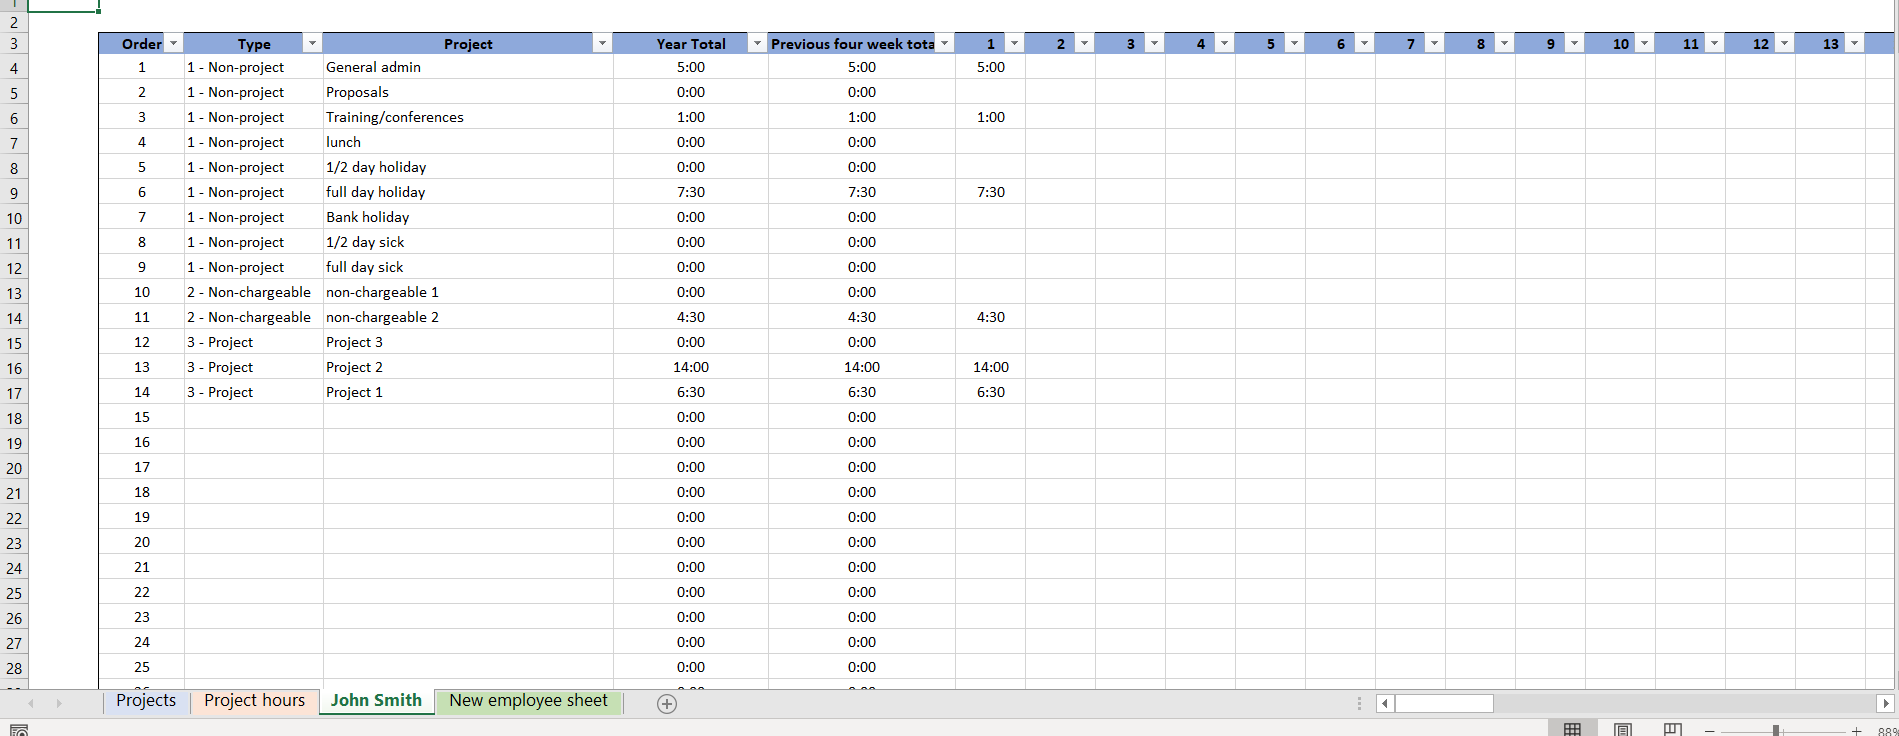 1
2
3 Order Type Project Year Total Previous four week tota 1 2 3 4 5 6 7 8 9 10 11 12 13
4 1 1 - Non-project General admin 5:00 5:00 5:00
5 2 1 - Non-project Proposals 0:00 0:00
6 3 1 - Non-project Training/conferences 1:00 1:00 1:00
7 4 1 - Non-project lunch 0:00 0:00
8 5 1 - Non-project 1/2 day holiday 0:00 0:00
9 6 1 - Non-project full day holiday 7:30 7:30 7:30
10 7 1 - Non-project Bank holiday 0:00 0:00
11 8 1 - Non-project 1/2 day sick 0:00 0:00
12 9 1 - Non-project full day sick 0:00 0:00
13 10 2 - Non-chargeable non-chargeable 1 0:00 0:00
14 11 2 - Non-chargeable non-chargeable 2 4:30 4:30 4:30
15 12 3 - Project Project 3 0:00 0:00
16 13 3 - Project Project 2 14:00 14:00 14:00
17 14 3 - Project Project 1 6:30 6:30 6:30
18 15 0:00 0:00
19 16 0:00 0:00
20 17 0:00 0:00
21 18 0:00 0:00
22 19 0:00 0:00
23 20 0:00 0:00
24 21 0:00 0:00
25 22 0:00 0:00
26 23 0:00 0:00
27 24 0:00 0:00
28 25 0:00 0:00
Projects Project hours John Smith New employee sheet
88%